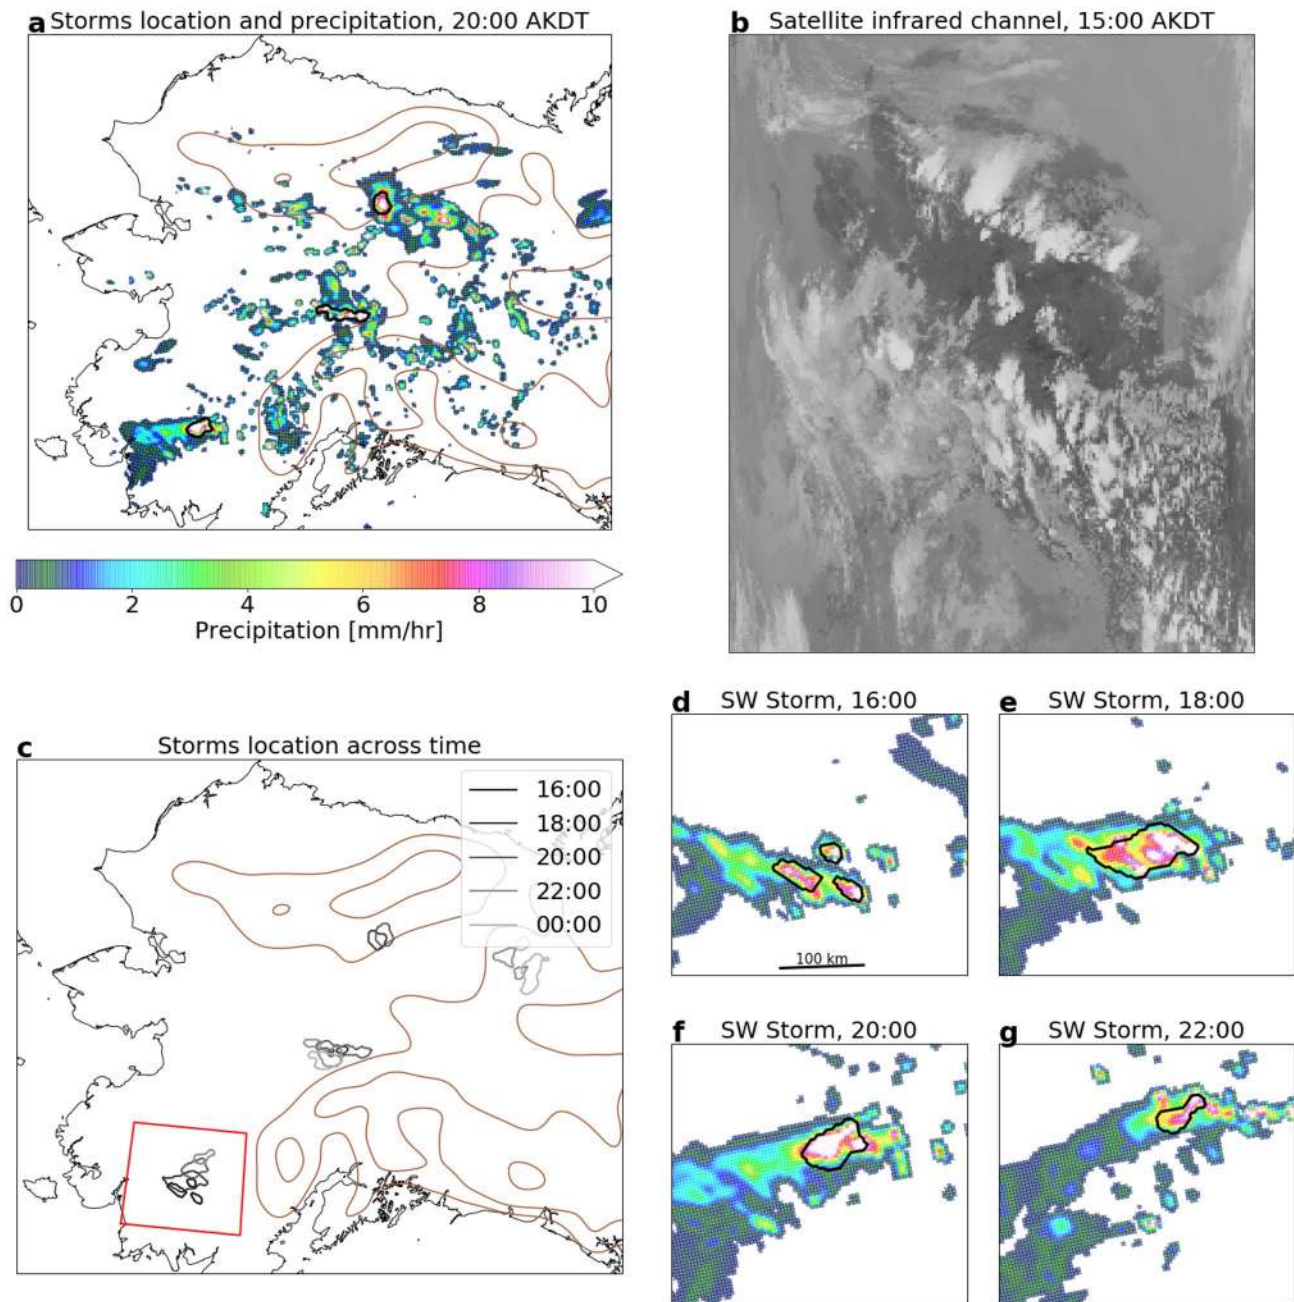 a Storms location and precipitation, 20:00 AKDT
0 2 4 6 8 10
Precipitation [mm/hr]
b Satellite infrared channel, 15:00 AKDT
c Storms location across time
16:00
18:00
20:00
22:00
00:00
d SW Storm, 16:00
100 km
e SW Storm, 18:00
f SW Storm, 20:00
g SW Storm, 22:00